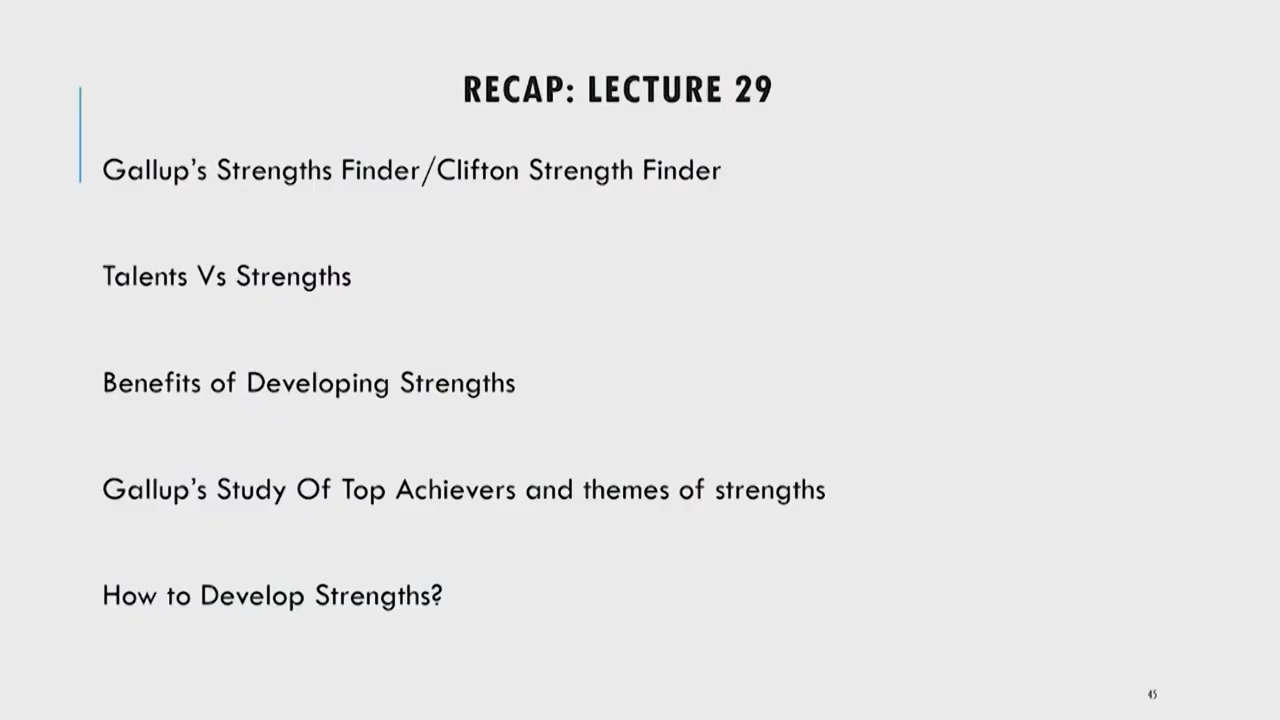 RECAP: LECTURE 29
Gallup's Strengths Finder/Clifton Strength Finder
Talents Vs Strengths
Benefits of Developing Strengths
Gallup's Study Of Top Achievers and themes of strengths
How to Develop Strengths?
45